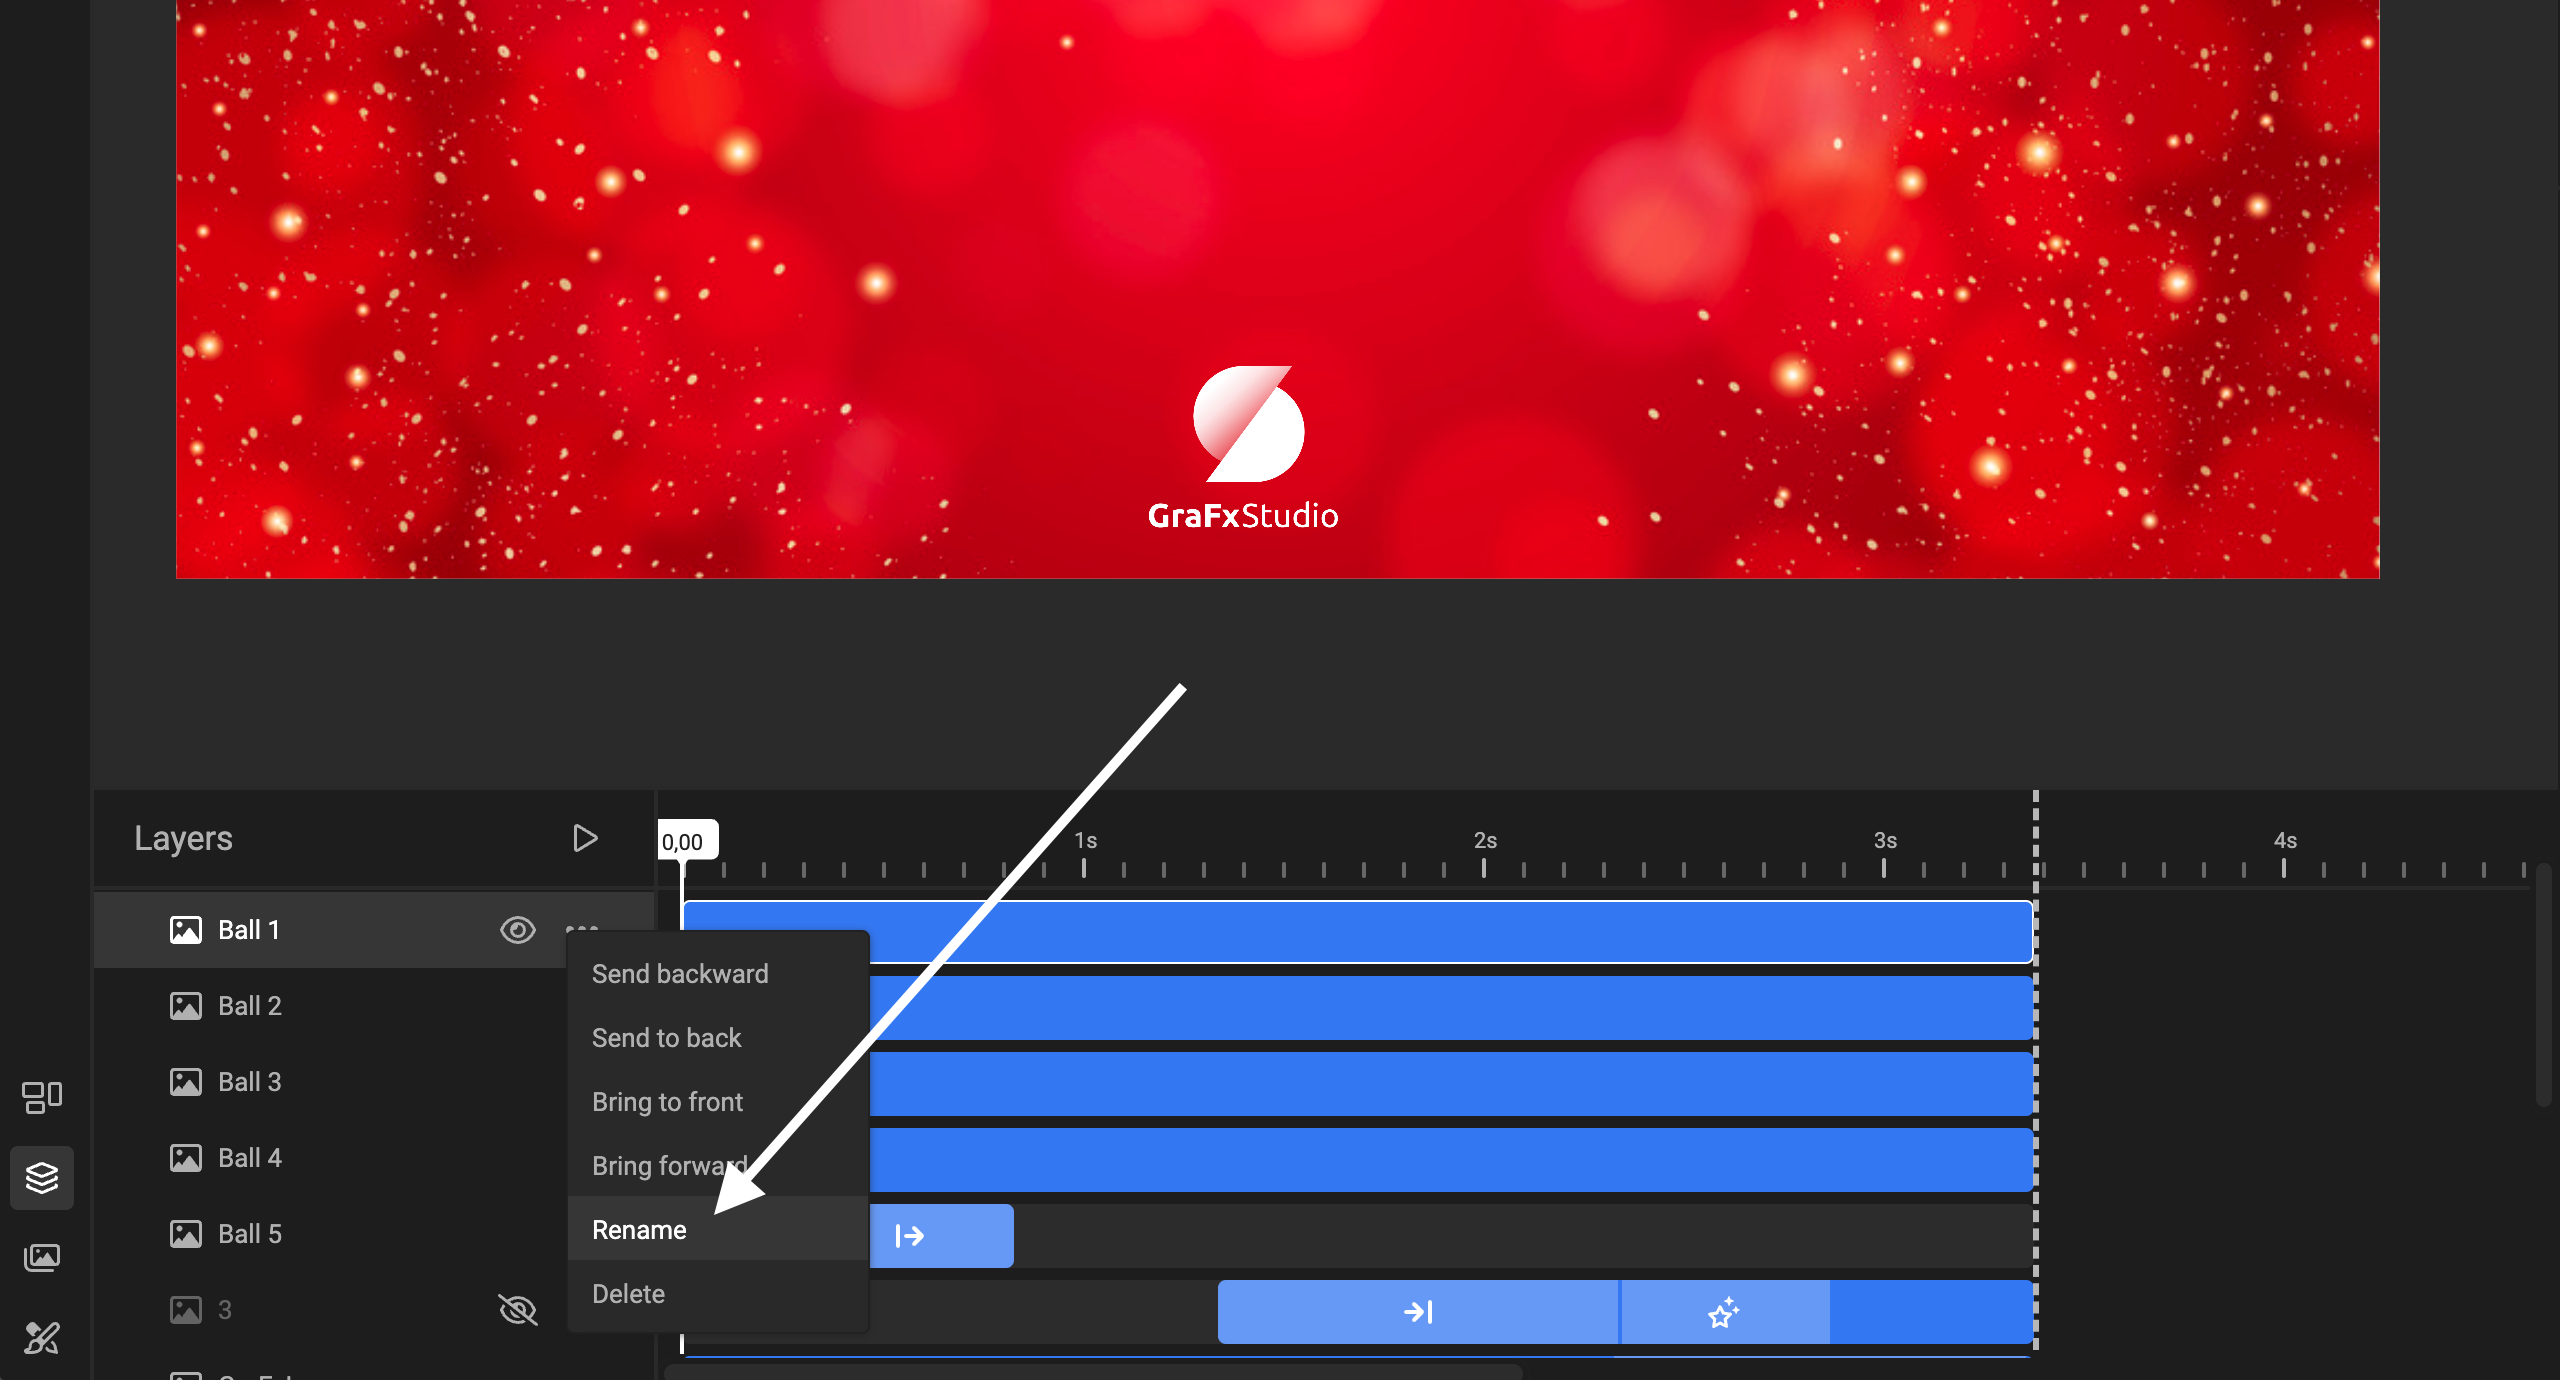 GraFxStudio
Layers
0,00
1s
2s
3s
4s
Ball 1
Send backward
Ball 2
Send to back
Ball 3
Bring to front
Ball 4
Bring forward
Ball 5
Rename
3
Delete